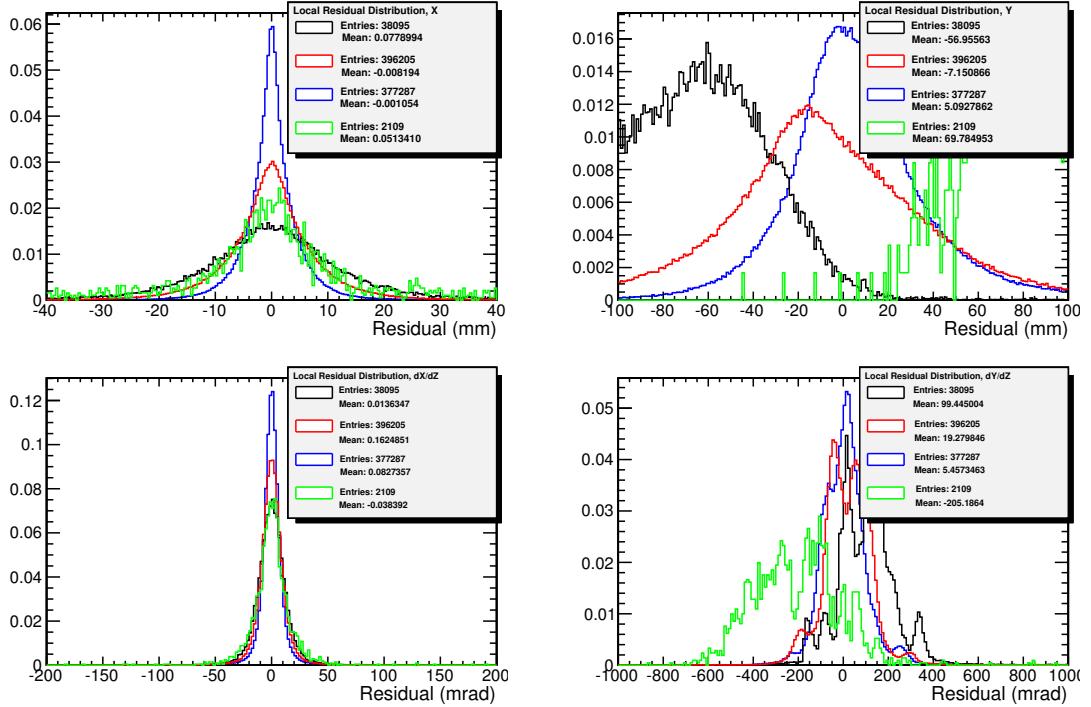 Local Residual Distribution, X
Entries: 38095
Mean: 0.0778994
Entries: 396205
Mean: -0.008194
Entries: 377287
Mean: -0.001054
Entries: 2109
Mean: 0.0513410
0.06
0.05
0.04
0.03
0.02
0.01
0
-40 -30 -20 -10 0 10 20 30 40
Residual (mm)
Local Residual Distribution, Y
Entries: 38095
Mean: -56.95563
Entries: 396205
Mean: -7.150866
Entries: 377287
Mean: 5.0927862
Entries: 2109
Mean: 69.784953
0.016
0.014
0.012
0.01
0.008
0.006
0.004
0.002
0
-100 -80 -60 -40 -20 0 20 40 60 80 100
Residual (mm)
Local Residual Distribution, dX/dZ
Entries: 38095
Mean: 0.0136347
Entries: 396205
Mean: 0.1624851
Entries: 377287
Mean: 0.0827357
Entries: 2109
Mean: -0.038392
0.12
0.1
0.08
0.06
0.04
0.02
0
-200 -150 -100 -50 0 50 100 150 200
Residual (mrad)
Local Residual Distribution, dY/dZ
Entries: 38095
Mean: 99.445004
Entries: 396205
Mean: 19.279846
Entries: 377287
Mean: 5.4573463
Entries: 2109
Mean: -205.1864
0.05
0.04
0.03
0.02
0.01
0
-1000 -800 -600 -400 -200 0 200 400 600 800 1000
Residual (mrad)